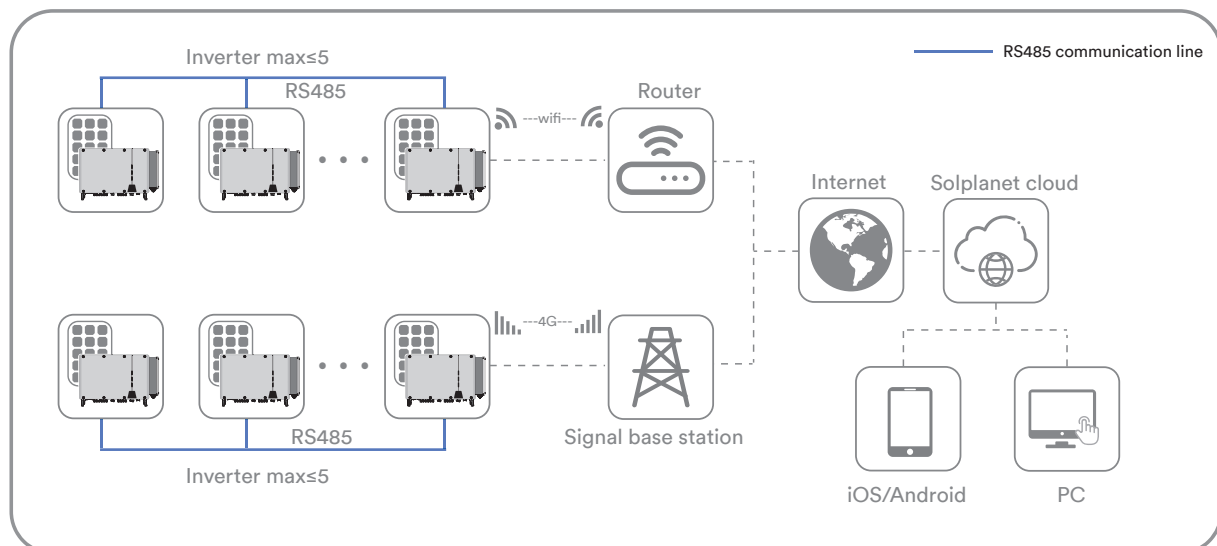 Inverter max≤5
RS485 communication line
RS485
---wifi---
Router
Internet
Solplanet cloud
---4G---
RS485
Signal base station
Inverter max≤5
iOS/Android
PC